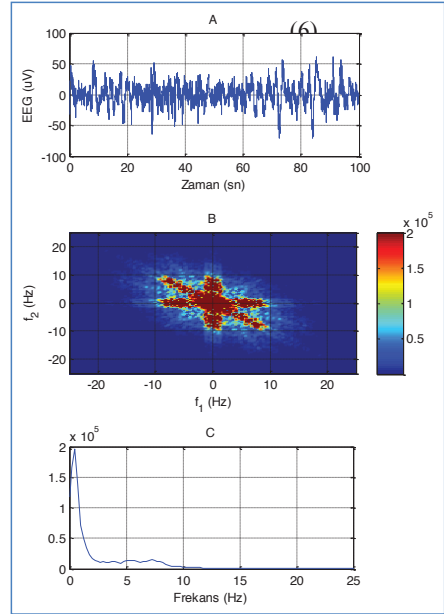 A
(6)
100
50
0
-50
-100
EEG (uV)
0 20 40 60 80 100
Zaman (sn)
B
x 10^5
20
10
0
-10
-20
f_2 (Hz)
-20 -10 0 10 20
f_1 (Hz)
2
1.5
1
0.5
C
x 10^5
2
1.5
1
0.5
0
0 5 10 15 20 25
Frekans (Hz)